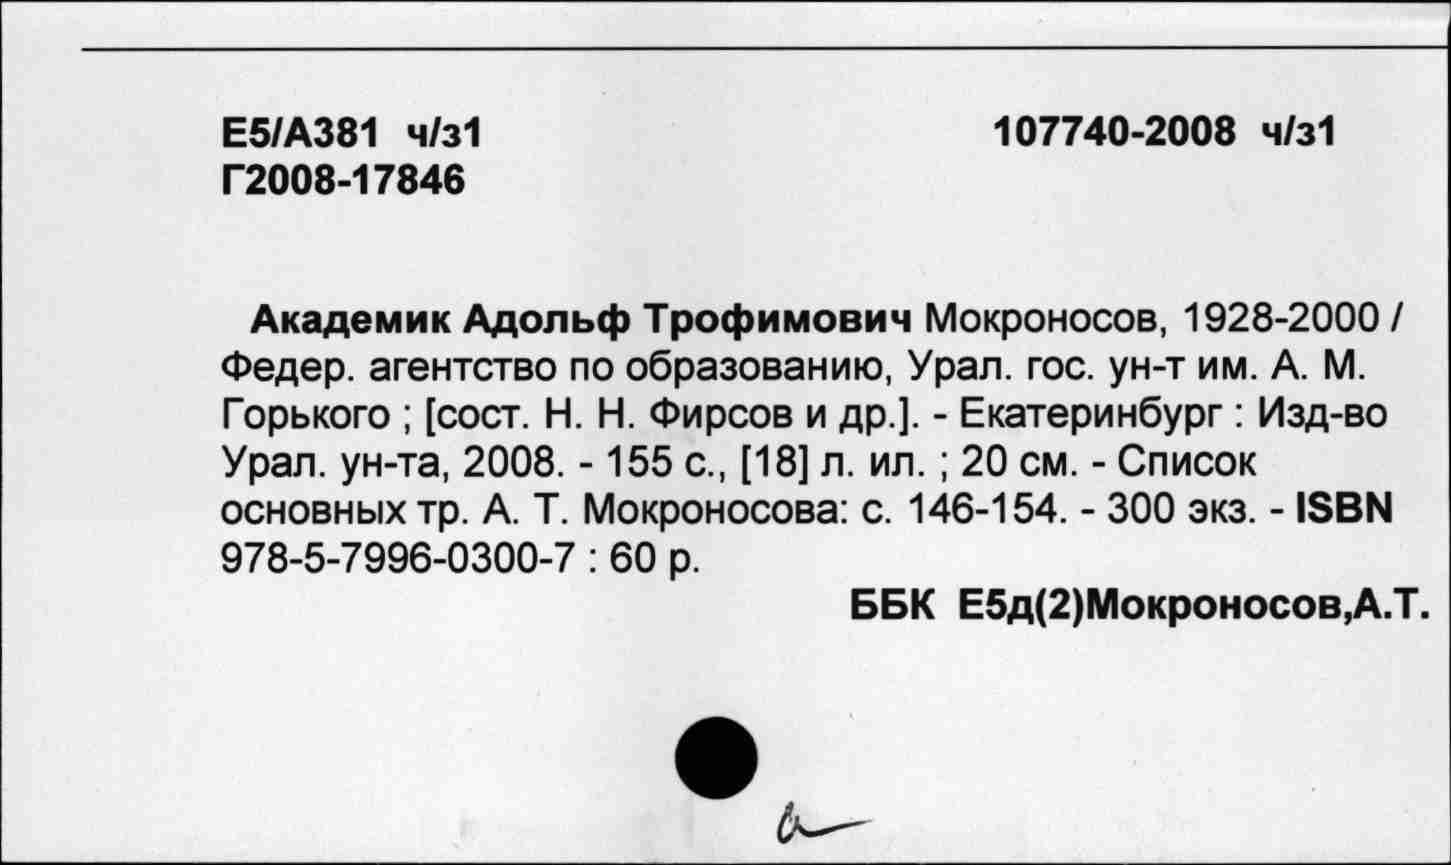 Е5/А381 ч/з1 107740-2008 ч/з1
Г2008-17846
Академик Адольф Трофимович Мокроносов, 1928-2000 /
Федер. агентство по образованию, Урал. гос. ун-т им. А. М.
Горького ; [сост. Н. Н. Фирсов и др.]. - Екатеринбург : Изд-во
Урал. ун-та, 2008. - 155 с., [18] л. ил. ; 20 см. - Список
основных тр. А. Т. Мокроносова: с. 146-154. - 300 экз. - ISBN
978-5-7996-0300-7 : 60 р.
ББК Е5д(2)Мокроносов,А.Т.